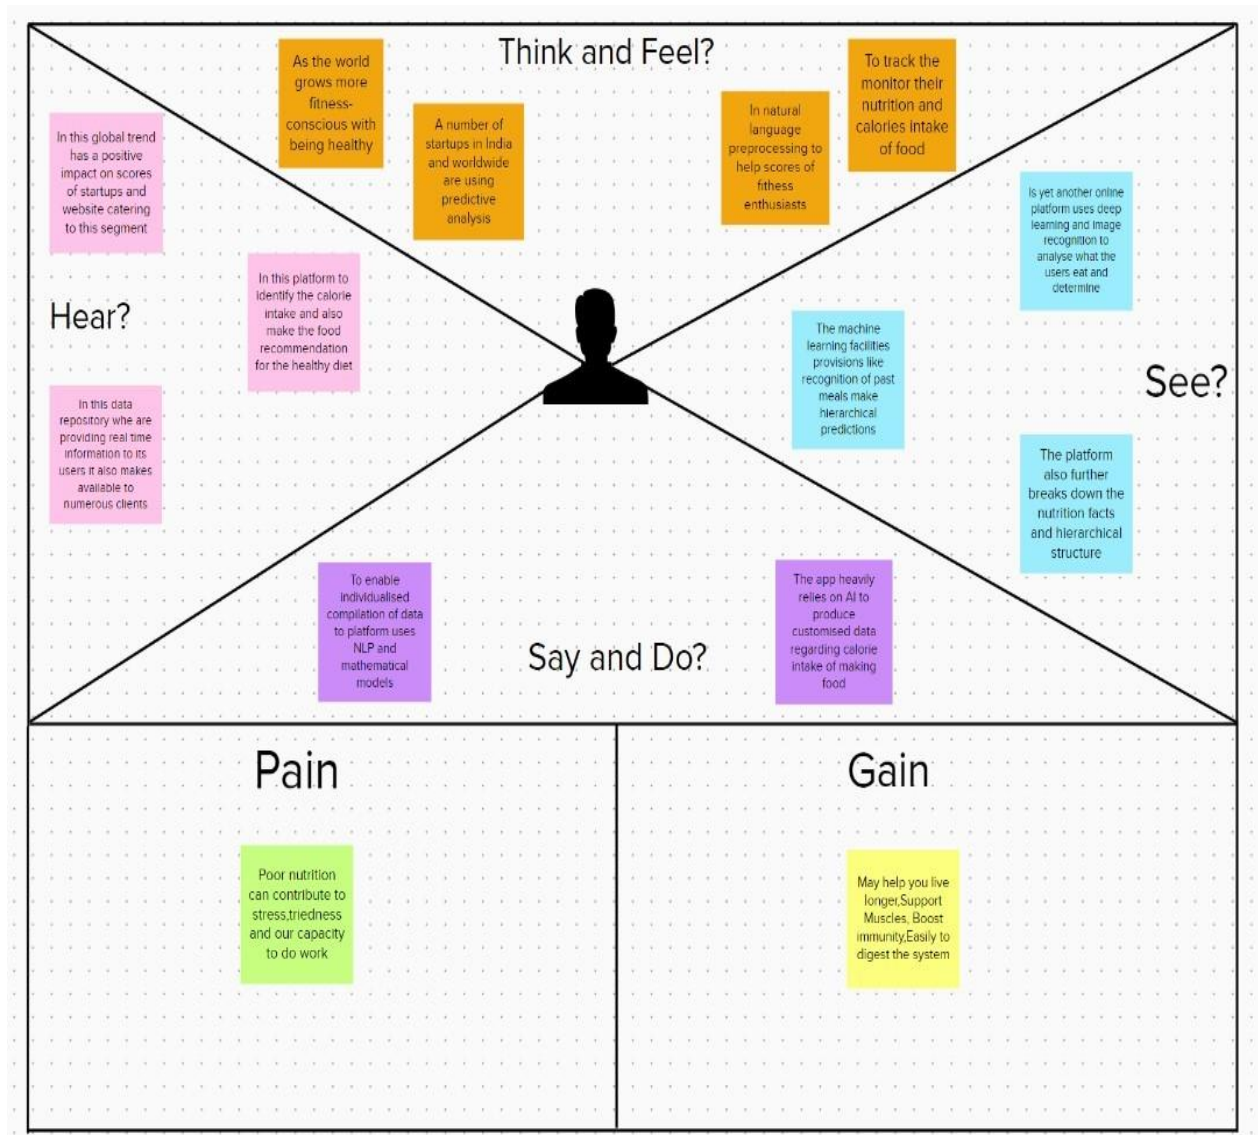 Think and Feel?
As the world
grows more
fitness-
conscious with
being healthy
A number of
startups in India
and worldwide
are using
predictive
analysis
In natural
language
preprocessing to
help scores of
fithess
enthusiasts
To track the
monitor their
nutrition and
calories intake
of food
Hear?
In this global trend
has a positive
impact on scores
of startups and
website catering
to this segment
In this platform to
identify the calorie
intake and also
make the food
recommendation
for the healthy diet
In this data
repository whe are
providing real time
information to its
users it also makes
available to
numerous clients
See?
Is yet another online
platform uses deep
learning and image
recognition to
analyse what the
users eat and
determine
The machine
learning facilities
provisions like
recognition of past
meals make
hierarchical
predictions
The platform
also further
breaks down the
nutrition facts
and hierarchical
structure
Say and Do?
To enable
individualised
compilation of data
to platform uses
NLP and
mathematical
models
The app heavily
relies on AI to
produce
customised data
regarding calorie
intake of making
food
Pain
Poor nutrition
can contribute to
stress,triedness
and our capacity
to do work
Gain
May help you live
longer,Support
Muscles, Boost
immunity,Easily to
digest the system